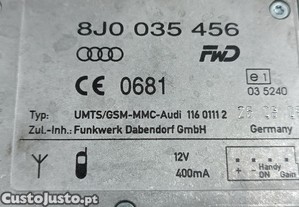 8J0 035 456
FWD
CE 0681
e1
03 5240
Typ: UMTS/GSM-MMC-Audi 116 0111 2
Zul.-Inh.: Funkwerk Dabendorf GmbH Germany
12V
400mA
Handy
ON Gain
CustoJusto.pt